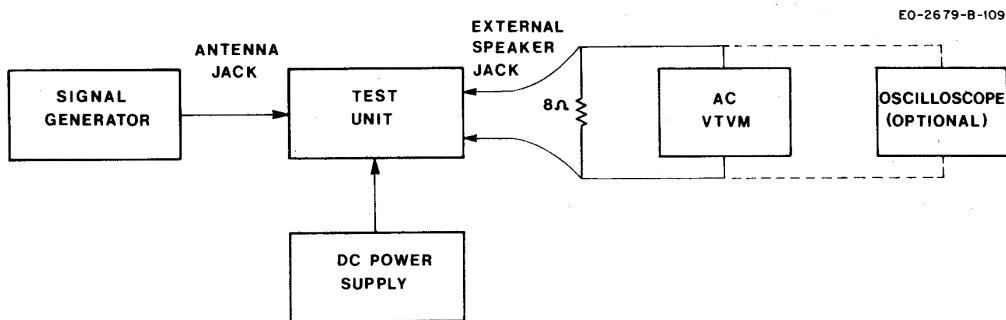 EO-2679-B-109
ANTENNA
JACK
EXTERNAL
SPEAKER
JACK
SIGNAL
GENERATOR
TEST
UNIT
8Ω
AC
VTVM
OSCILLOSCOPE
(OPTIONAL)
DC POWER
SUPPLY